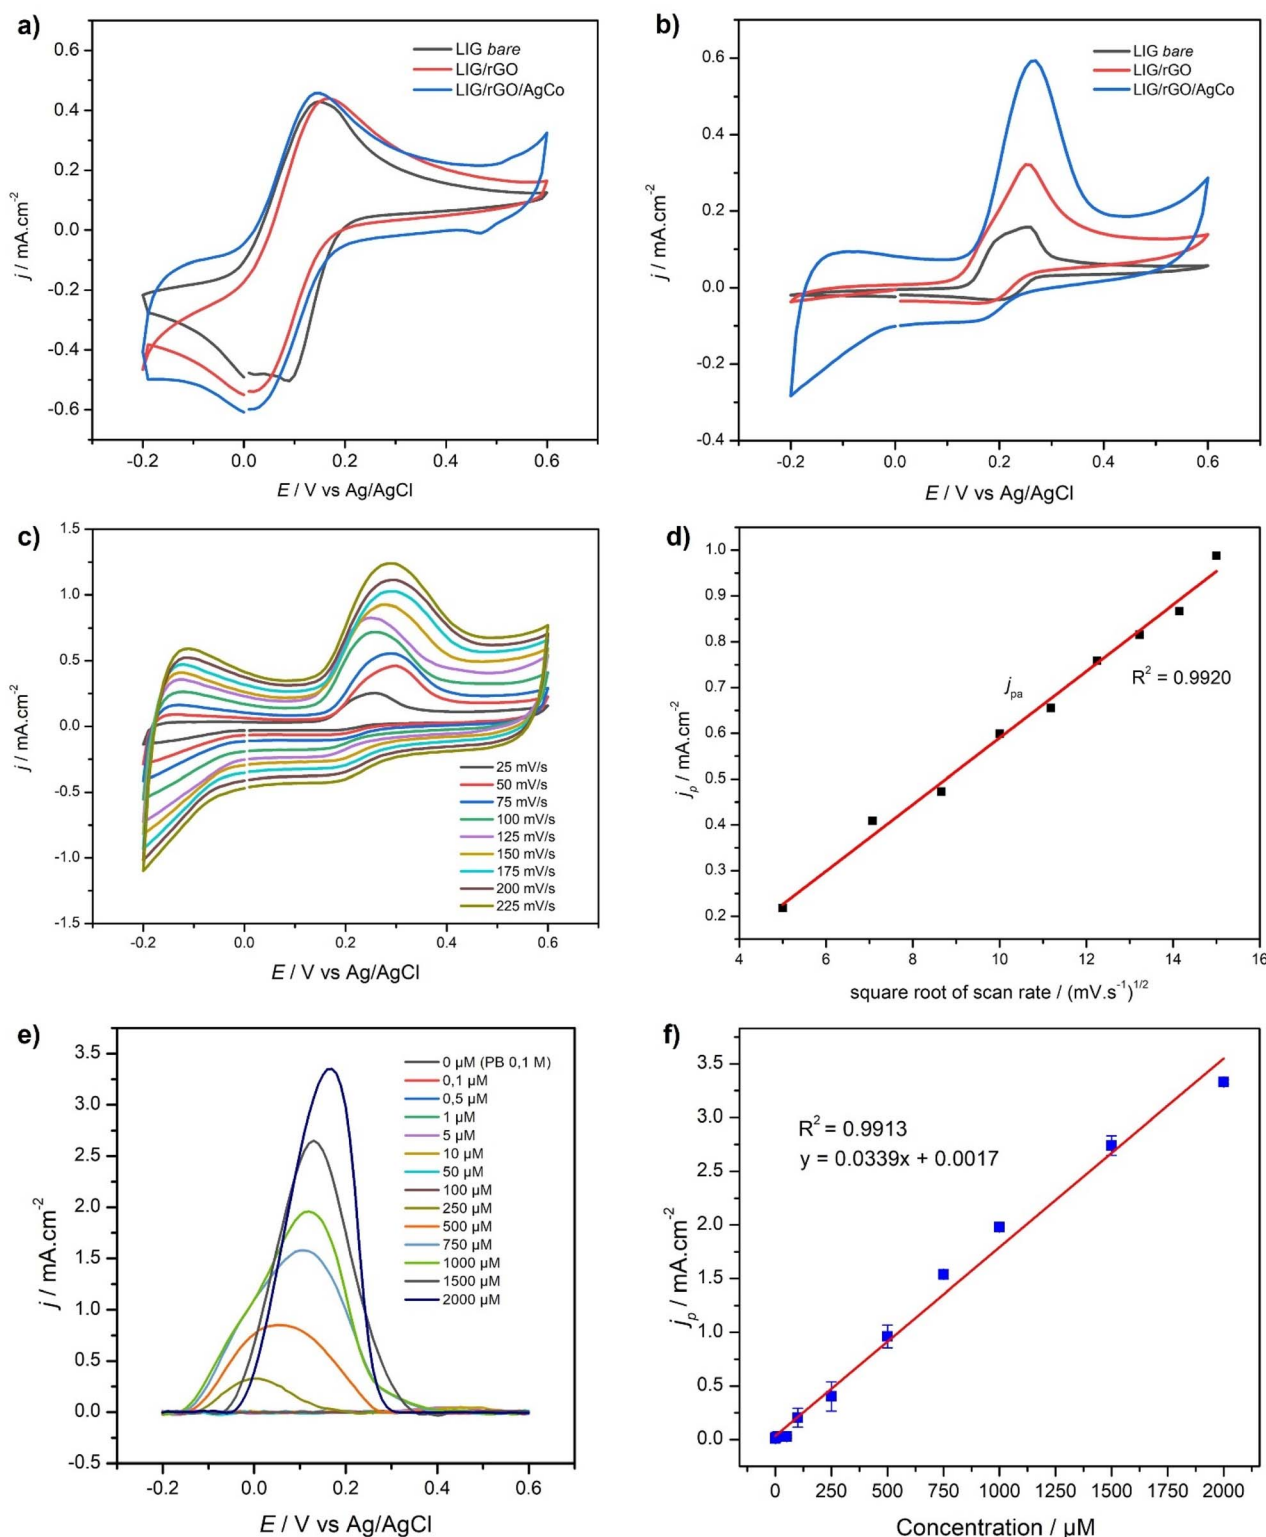 a)
0.6
0.4
0.2
0.0
-0.2
-0.4
-0.6
j / mA.cm-2
LIG bare
LIG/rGO
LIG/rGO/AgCo
-0.2 0.0 0.2 0.4 0.6
E / V vs Ag/AgCl
b)
0.6
0.4
0.2
0.0
-0.2
-0.4
j / mA.cm-2
LIG bare
LIG/rGO
LIG/rGO/AgCo
-0.2 0.0 0.2 0.4 0.6
E / V vs Ag/AgCl
c)
1.5
1.0
0.5
0.0
-0.5
-1.0
-1.5
j / mA.cm-2
25 mV/s
50 mV/s
75 mV/s
100 mV/s
125 mV/s
150 mV/s
175 mV/s
200 mV/s
225 mV/s
-0.2 0.0 0.2 0.4 0.6
E / V vs Ag/AgCl
d)
1.0
0.9
0.8
0.7
0.6
0.5
0.4
0.3
0.2
jp / mA.cm-2
jpa
R2 = 0.9920
4 6 8 10 12 14 16
square root of scan rate / (mV.s-1)1/2
e)
3.5
3.0
2.5
2.0
1.5
1.0
0.5
0.0
-0.5
j / mA.cm-2
0 µM (PB 0,1 M)
0,1 µM
0,5 µM
1 µM
5 µM
10 µM
50 µM
100 µM
250 µM
500 µM
750 µM
1000 µM
1500 µM
2000 µM
-0.2 0.0 0.2 0.4 0.6
E / V vs Ag/AgCl
f)
3.5
3.0
2.5
2.0
1.5
1.0
0.5
0.0
jp / mA.cm-2
R2 = 0.9913
y = 0.0339x + 0.0017
0 250 500 750 1000 1250 1500 1750 2000
Concentration / µM